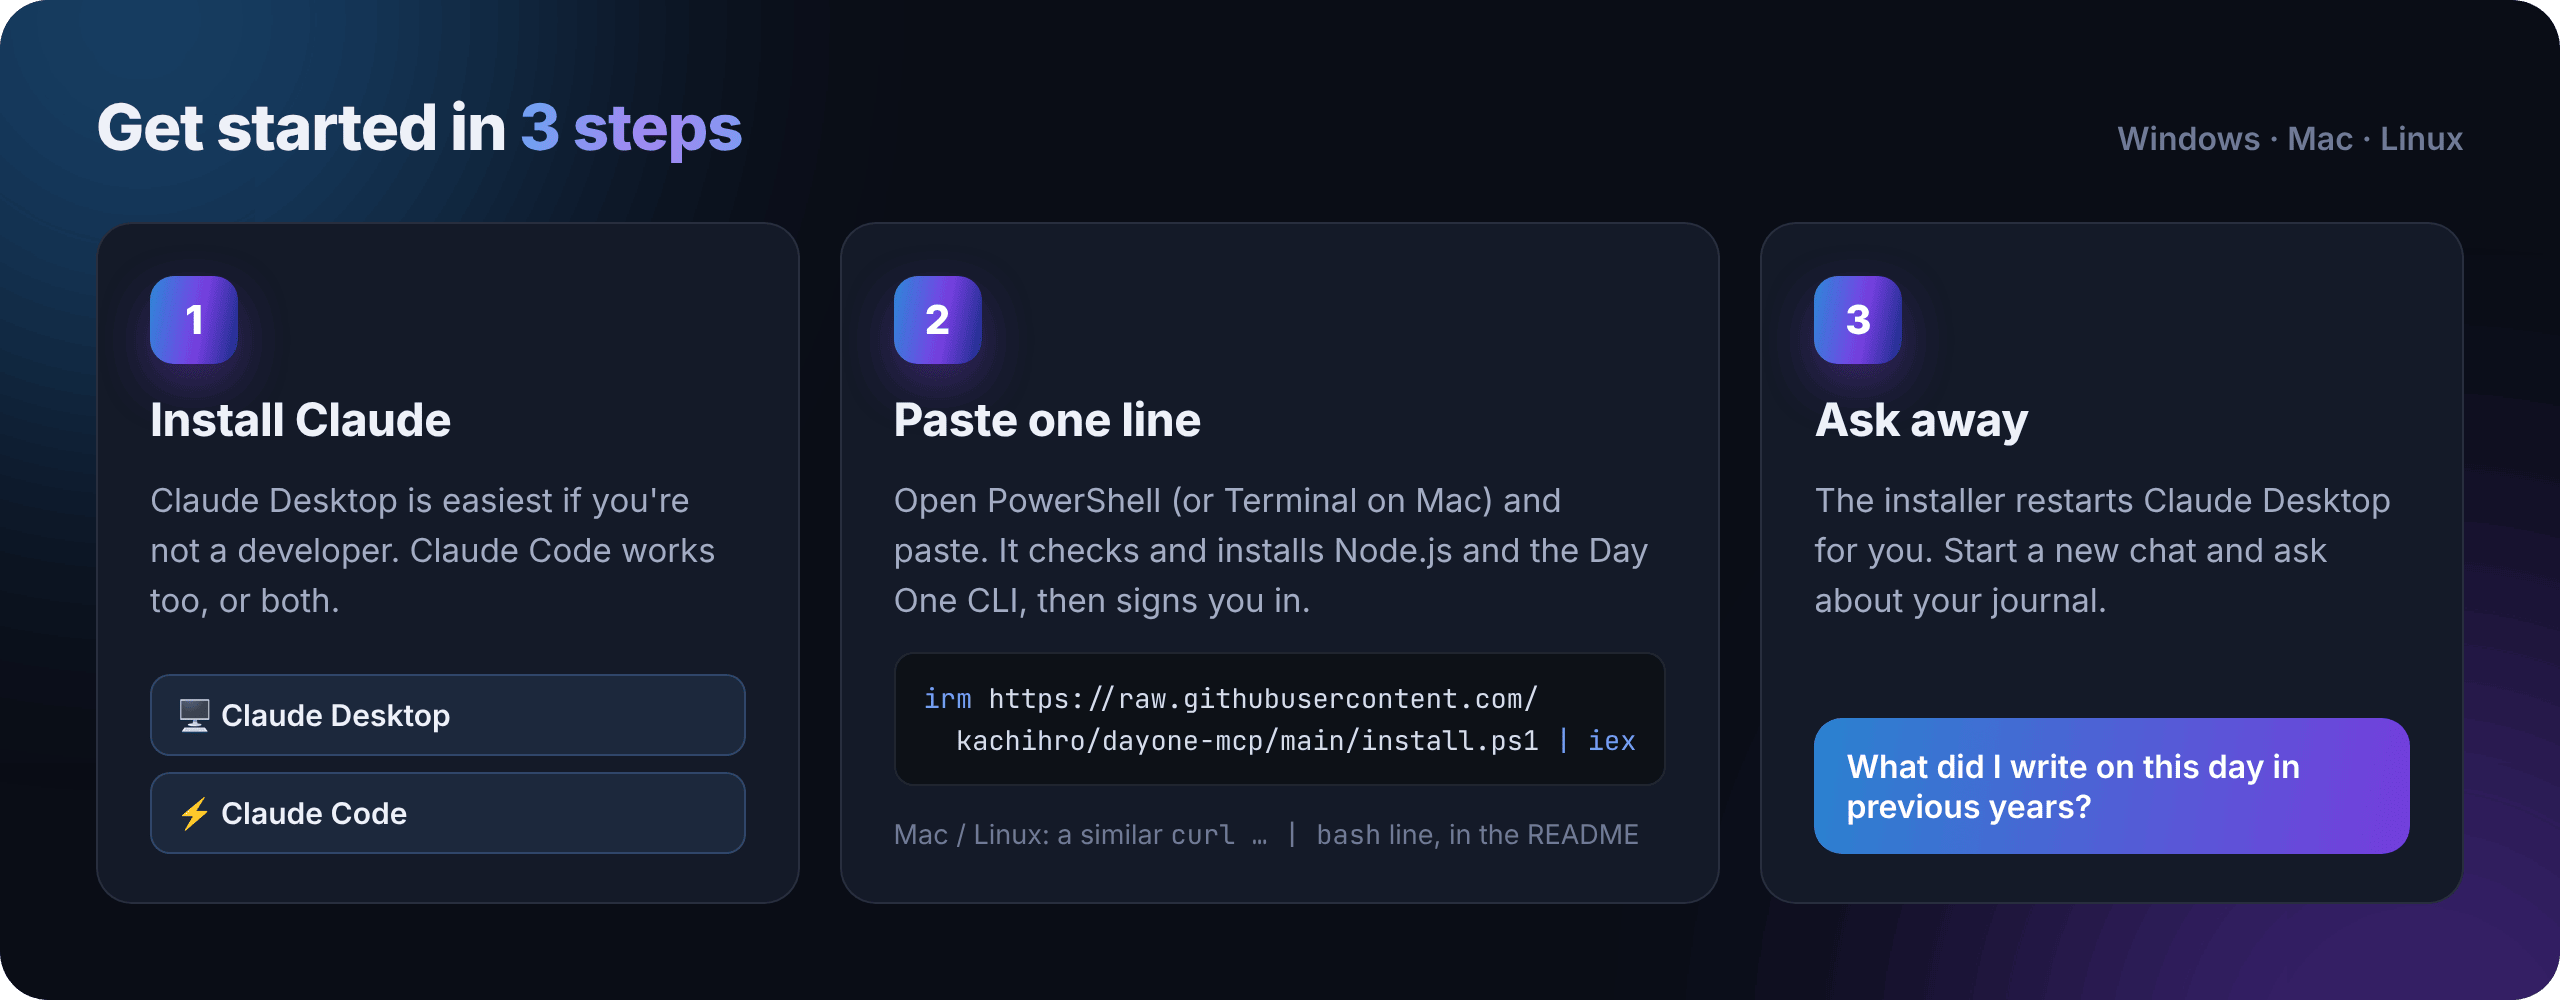 Get started in 3 steps
Windows · Mac · Linux
1
Install Claude
Claude Desktop is easiest if you're
not a developer. Claude Code works
too, or both.
🖥️ Claude Desktop
⚡ Claude Code
2
Paste one line
Open PowerShell (or Terminal on Mac) and
paste. It checks and installs Node.js and the Day
One CLI, then signs you in.
irm https://raw.githubusercontent.com/
kachihro/dayone-mcp/main/install.ps1 | iex
Mac / Linux: a similar curl … | bash line, in the README
3
Ask away
The installer restarts Claude Desktop
for you. Start a new chat and ask
about your journal.
What did I write on this day in
previous years?